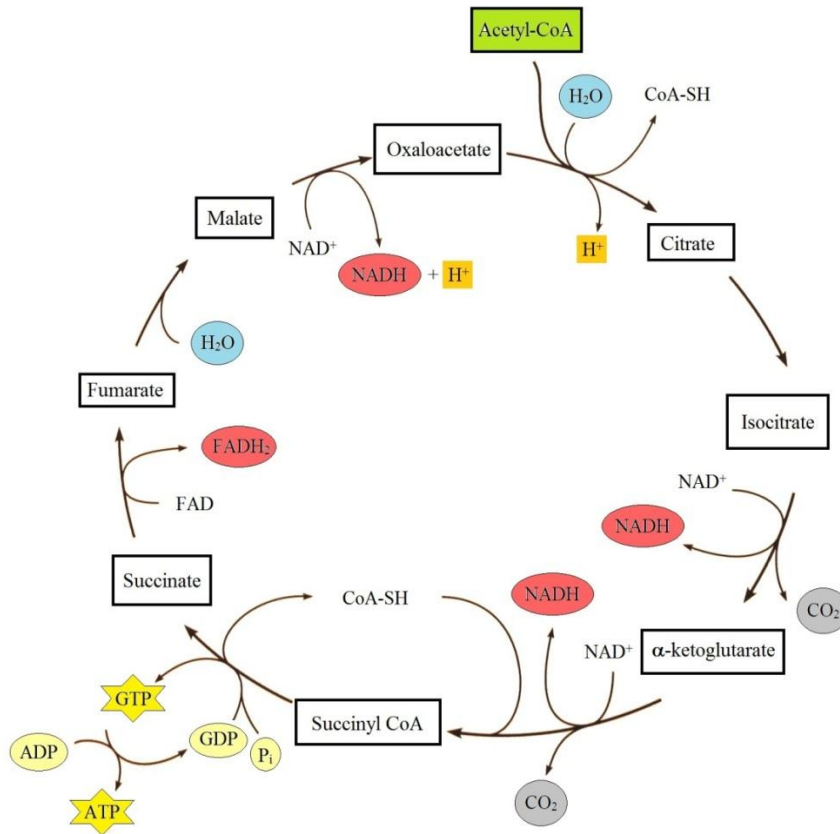 Acetyl-CoA
H₂O
CoA-SH
Oxaloacetate
Malate
NAD⁺
NADH + H⁺
H⁺
Citrate
H₂O
Fumarate
Isocitrate
FADH₂
FAD
NAD⁺
NADH
Succinate
CoA-SH
NADH
CO₂
NAD⁺
α-ketoglutarate
GTP
Succinyl CoA
ADP
GDP
Pᵢ
ATP
CO₂